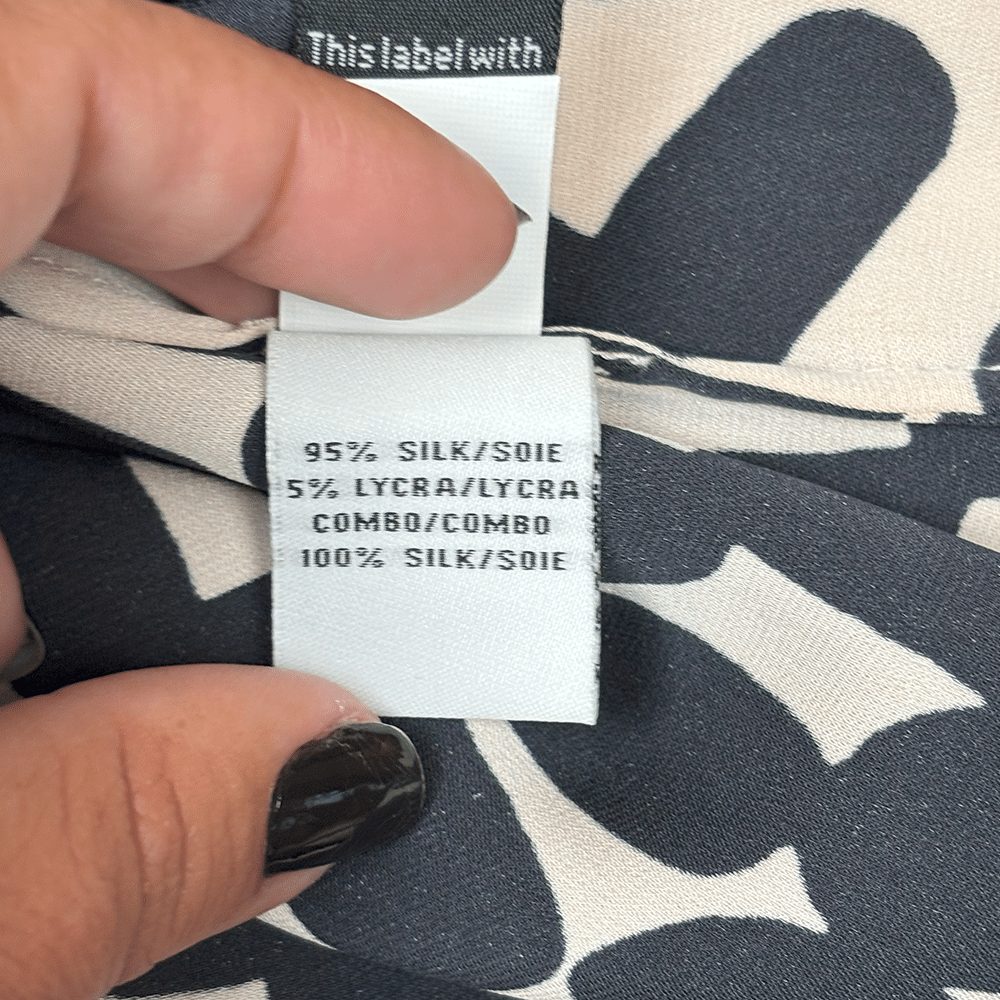 This label with
95% SILK/SOIE
5% LYCRA/LYCRA
COMBO/COMBO
100% SILK/SOIE